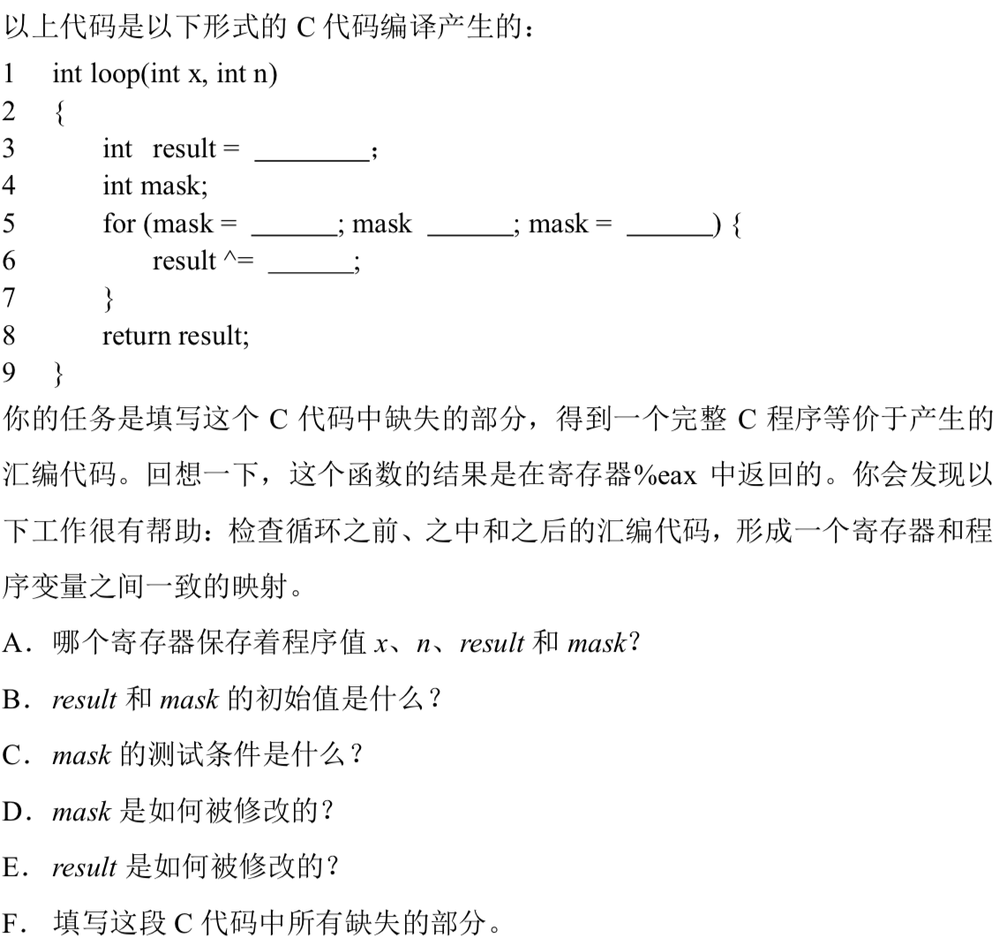 以上代码是以下形式的 C 代码编译产生的：
1 int loop(int x, int n)
2 {
3 int result = ________;
4 int mask;
5 for (mask = ______; mask ______; mask = ______) {
6 result ^= ______;
7 }
8 return result;
9 }
你的任务是填写这个 C 代码中缺失的部分，得到一个完整 C 程序等价于产生的
汇编代码。回想一下，这个函数的结果是在寄存器%eax 中返回的。你会发现以
下工作很有帮助：检查循环之前、之中和之后的汇编代码，形成一个寄存器和程
序变量之间一致的映射。
A．哪个寄存器保存着程序值 x、n、result 和 mask？
B．result 和 mask 的初始值是什么？
C．mask 的测试条件是什么？
D．mask 是如何被修改的？
E．result 是如何被修改的？
F．填写这段 C 代码中所有缺失的部分。